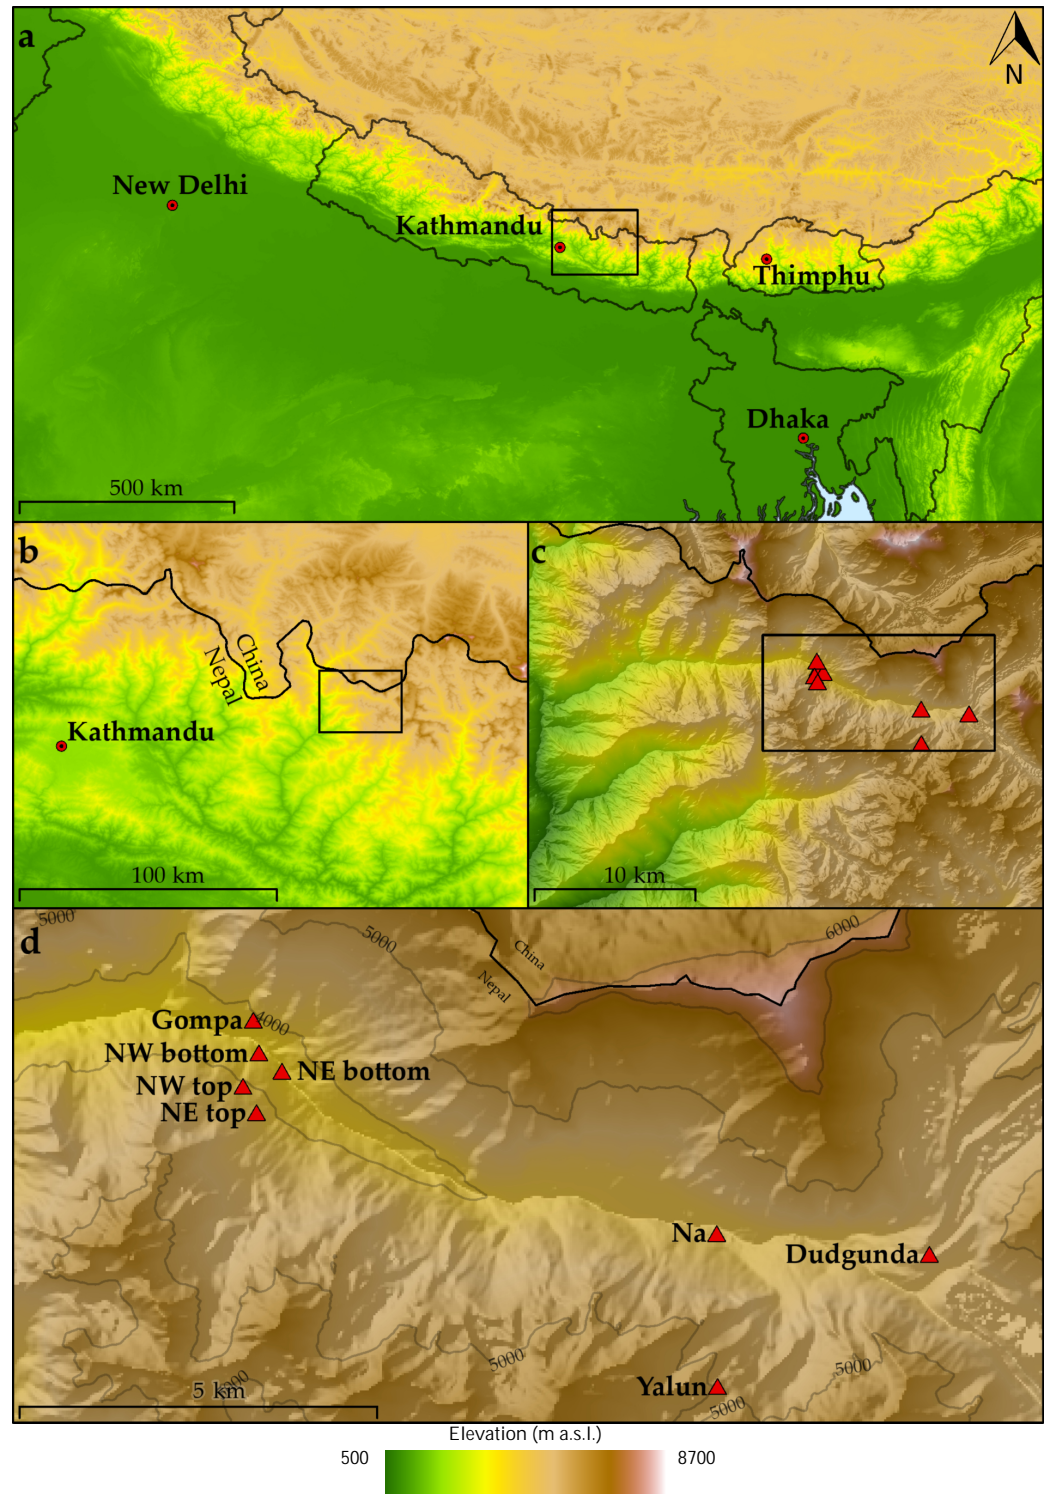 a
N
New Delhi
Kathmandu
Thimphu
Dhaka
500 km
b
China
Nepal
Kathmandu
100 km
c
10 km
d
5000
5000
China
Nepal
6000
Gompa
4000
NW bottom
NE bottom
NW top
NE top
Na
Dudgunda
5000
5000
Yalun
5000
5 km
Elevation (m a.s.l.)
500
8700